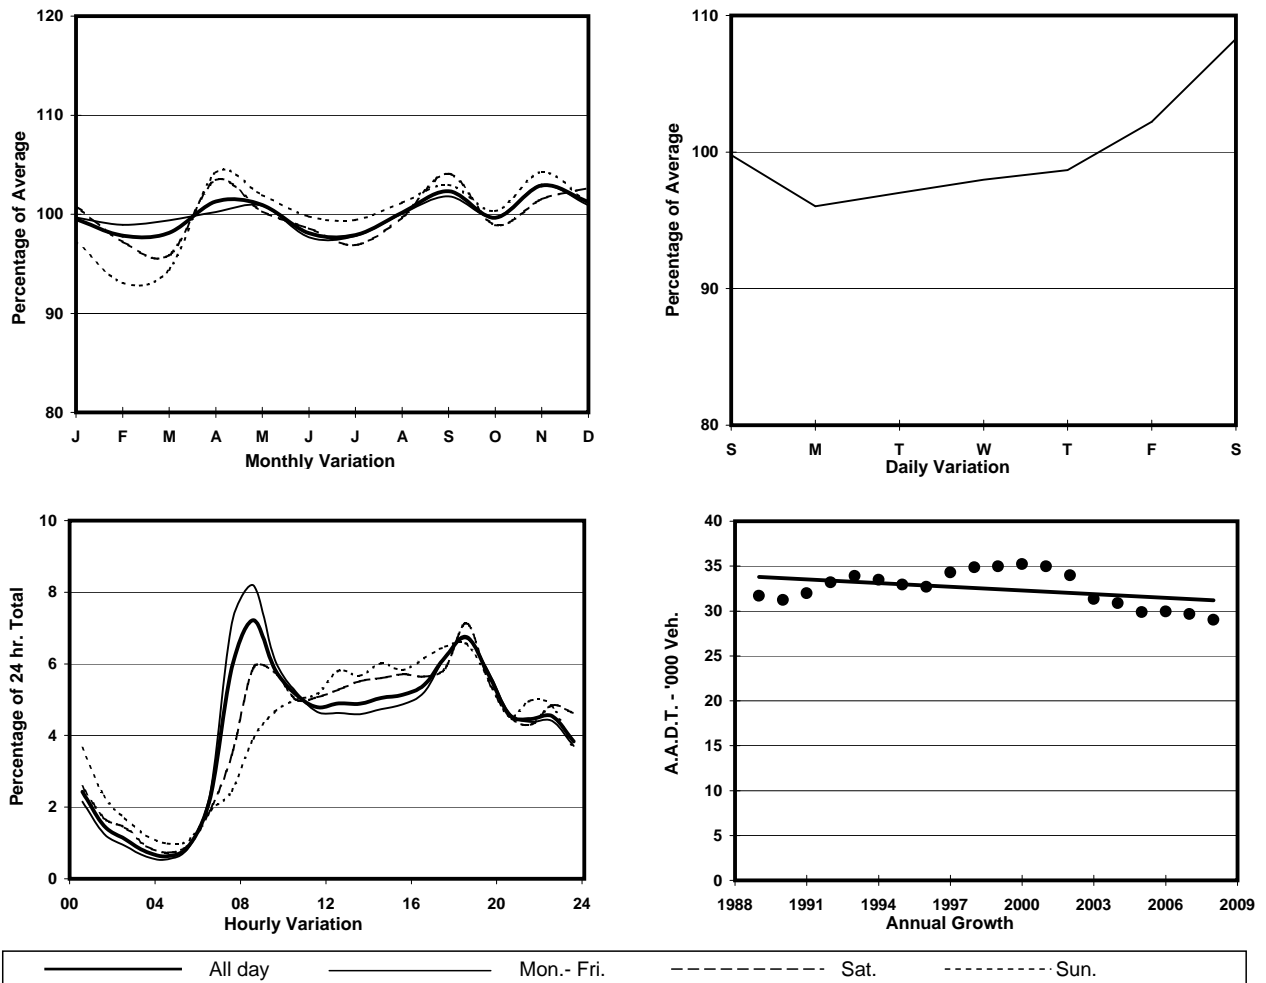 120
110
100
90
80
Percentage of Average
J F M A M J J A S O N D
Monthly Variation
110
100
90
80
Percentage of Average
S M T W T F S
Daily Variation
10
8
6
4
2
0
Percentage of 24 hr. Total
00 04 08 12 16 20 24
Hourly Variation
40
35
30
25
20
15
10
5
0
A.A.D.T. - '000 Veh.
1988 1991 1994 1997 2000 2003 2006 2009
Annual Growth
All day Mon.- Fri. Sat. Sun.